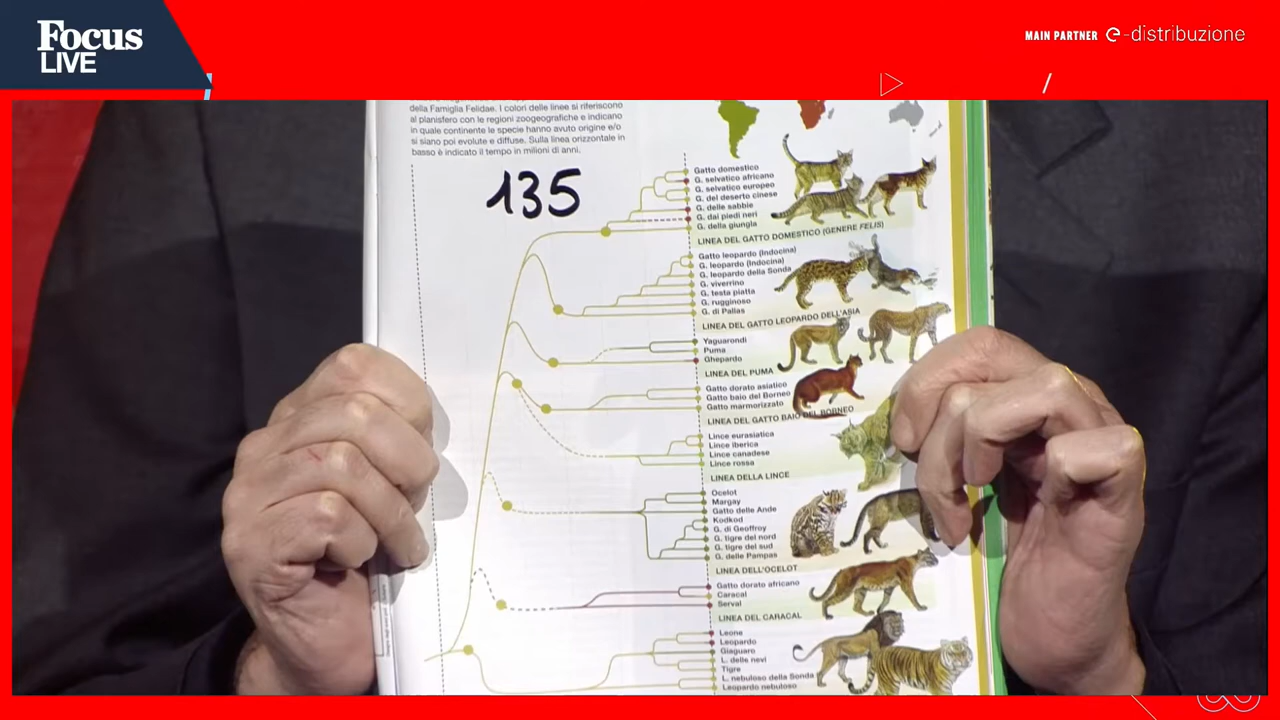 Focus
LIVE
MAIN PARTNER e-distribuzione
della Famiglia Felidae. I colori delle linee si riferiscono
al planisfero con le regioni zoogeografiche e indicano
in quale continente le specie hanno avuto origine e/o
si siano poi evolute e diffuse. Sulla linea orizzontale in
basso è indicato il tempo in milioni di anni.
135
Gatto domestico
G. selvatico africano
G. selvatico europeo
G. del deserto cinese
G. delle sabbie
G. dai piedi neri
G. della giungla
LINEA DEL GATTO DOMESTICO (GENERE FELIS)
Gatto leopardo (Indocina)
G. leopardo (Indocina)
G. leopardo della Sonda
G. viverrino
G. testa piatta
G. rugginoso
G. di Pallas
LINEA DEL GATTO LEOPARDO DELL'ASIA
Yaguarondi
Puma
Ghepardo
LINEA DEL PUMA
Gatto dorato asiatico
Gatto baio del Borneo
Gatto marmorizzato
LINEA DEL GATTO BAIO DEL BORNEO
Lince eurasiatica
Lince iberica
Lince canadese
Lince rossa
LINEA DELLA LINCE
Ocelot
Margay
Gatto delle Ande
Kodkod
G. di Geoffroy
G. tigre del nord
G. tigre del sud
G. delle Pampas
LINEA DELL'OCELOT
Gatto dorato africano
Caracal
Serval
LINEA DEL CARACAL
Leone
Leopardo
Giaguaro
L. delle nevi
Tigre
L. nebuloso della Sonda
Leopardo nebuloso